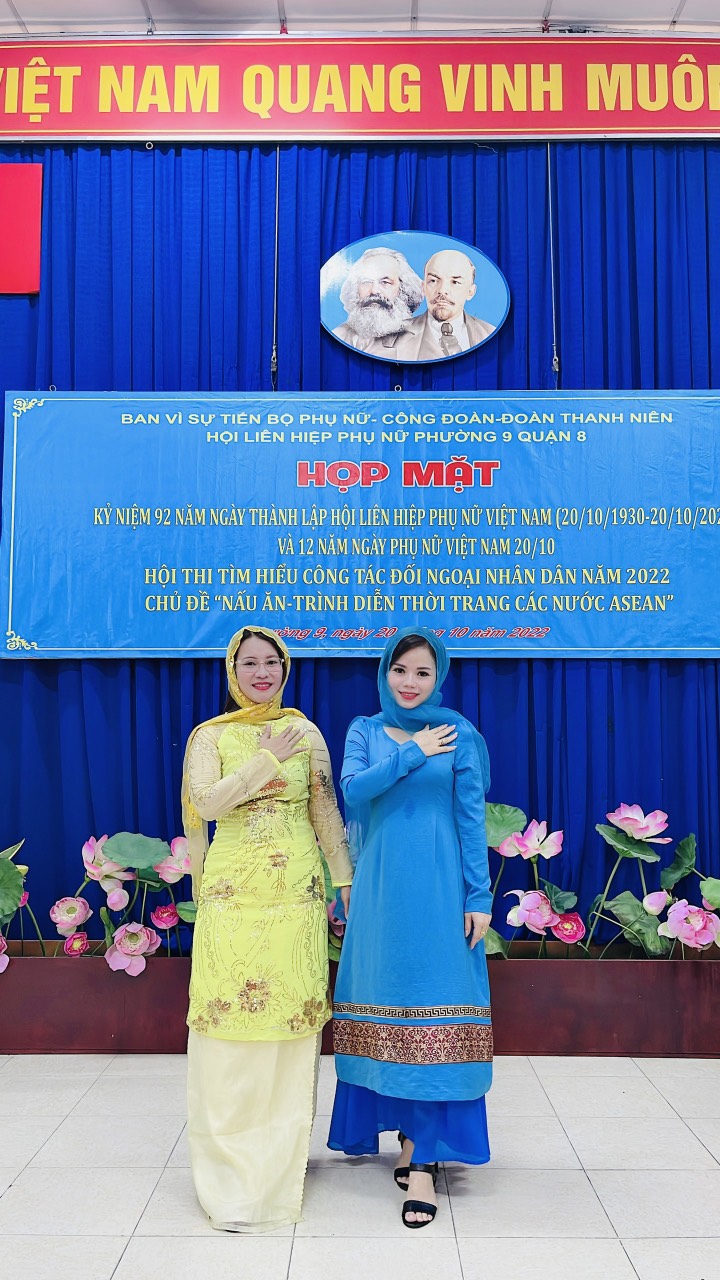 VIỆT NAM QUANG VINH MUÔN
BAN VÌ SỰ TIẾN BỘ PHỤ NỮ- CÔNG ĐOÀN-ĐOÀN THANH NIÊN
HỘI LIÊN HIỆP PHỤ NỮ PHƯỜNG 9 QUẬN 8
HỌP MẶT
KỶ NIỆM 92 NĂM NGÀY THÀNH LẬP HỘI LIÊN HIỆP PHỤ NỮ VIỆT NAM (20/10/1930-20/10/202
VÀ 12 NĂM NGÀY PHỤ NỮ VIỆT NAM 20/10
HỘI THI TÌM HIỂU CÔNG TÁC ĐỐI NGOẠI NHÂN DÂN NĂM 2022
CHỦ ĐỀ “NẤU ĂN-TRÌNH DIỄN THỜI TRANG CÁC NƯỚC ASEAN”
9, ngày 20 10 năm 2022